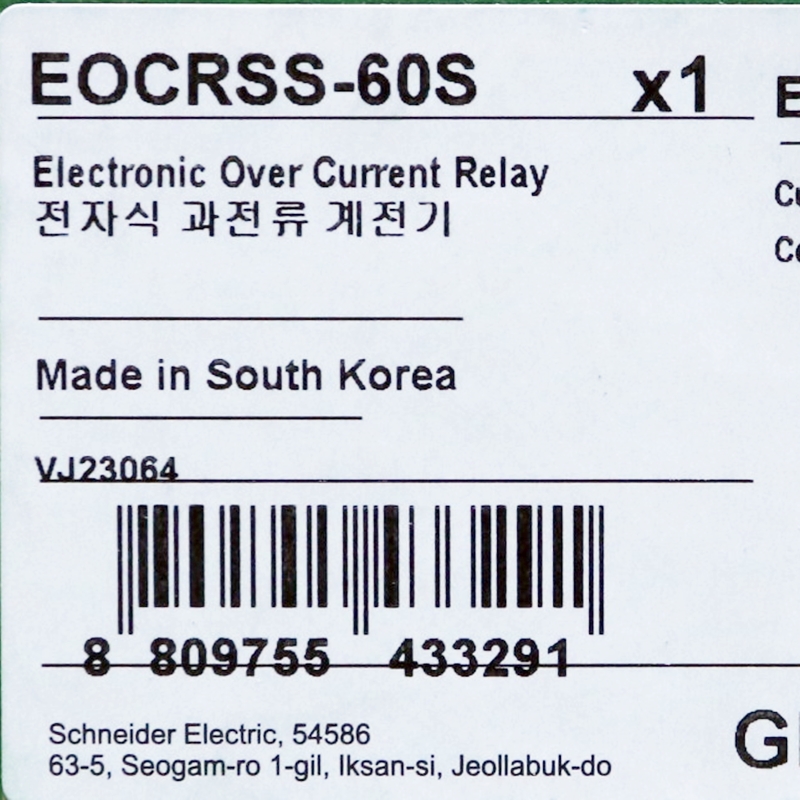 EOCRSS-60S x1
Electronic Over Current Relay
전자식 과전류 계전기
Made in South Korea
VJ23064
8 809755 433291
Schneider Electric, 54586
63-5, Seogam-ro 1-gil, Iksan-si, Jeollabuk-do